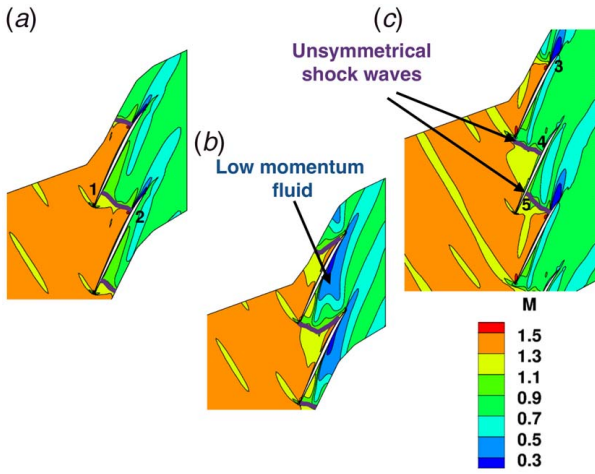 (a)
(c)
Unsymmetrical
shock waves
3
(b)
4
Low momentum
fluid
1
2
5
M
1.5
1.3
1.1
0.9
0.7
0.5
0.3